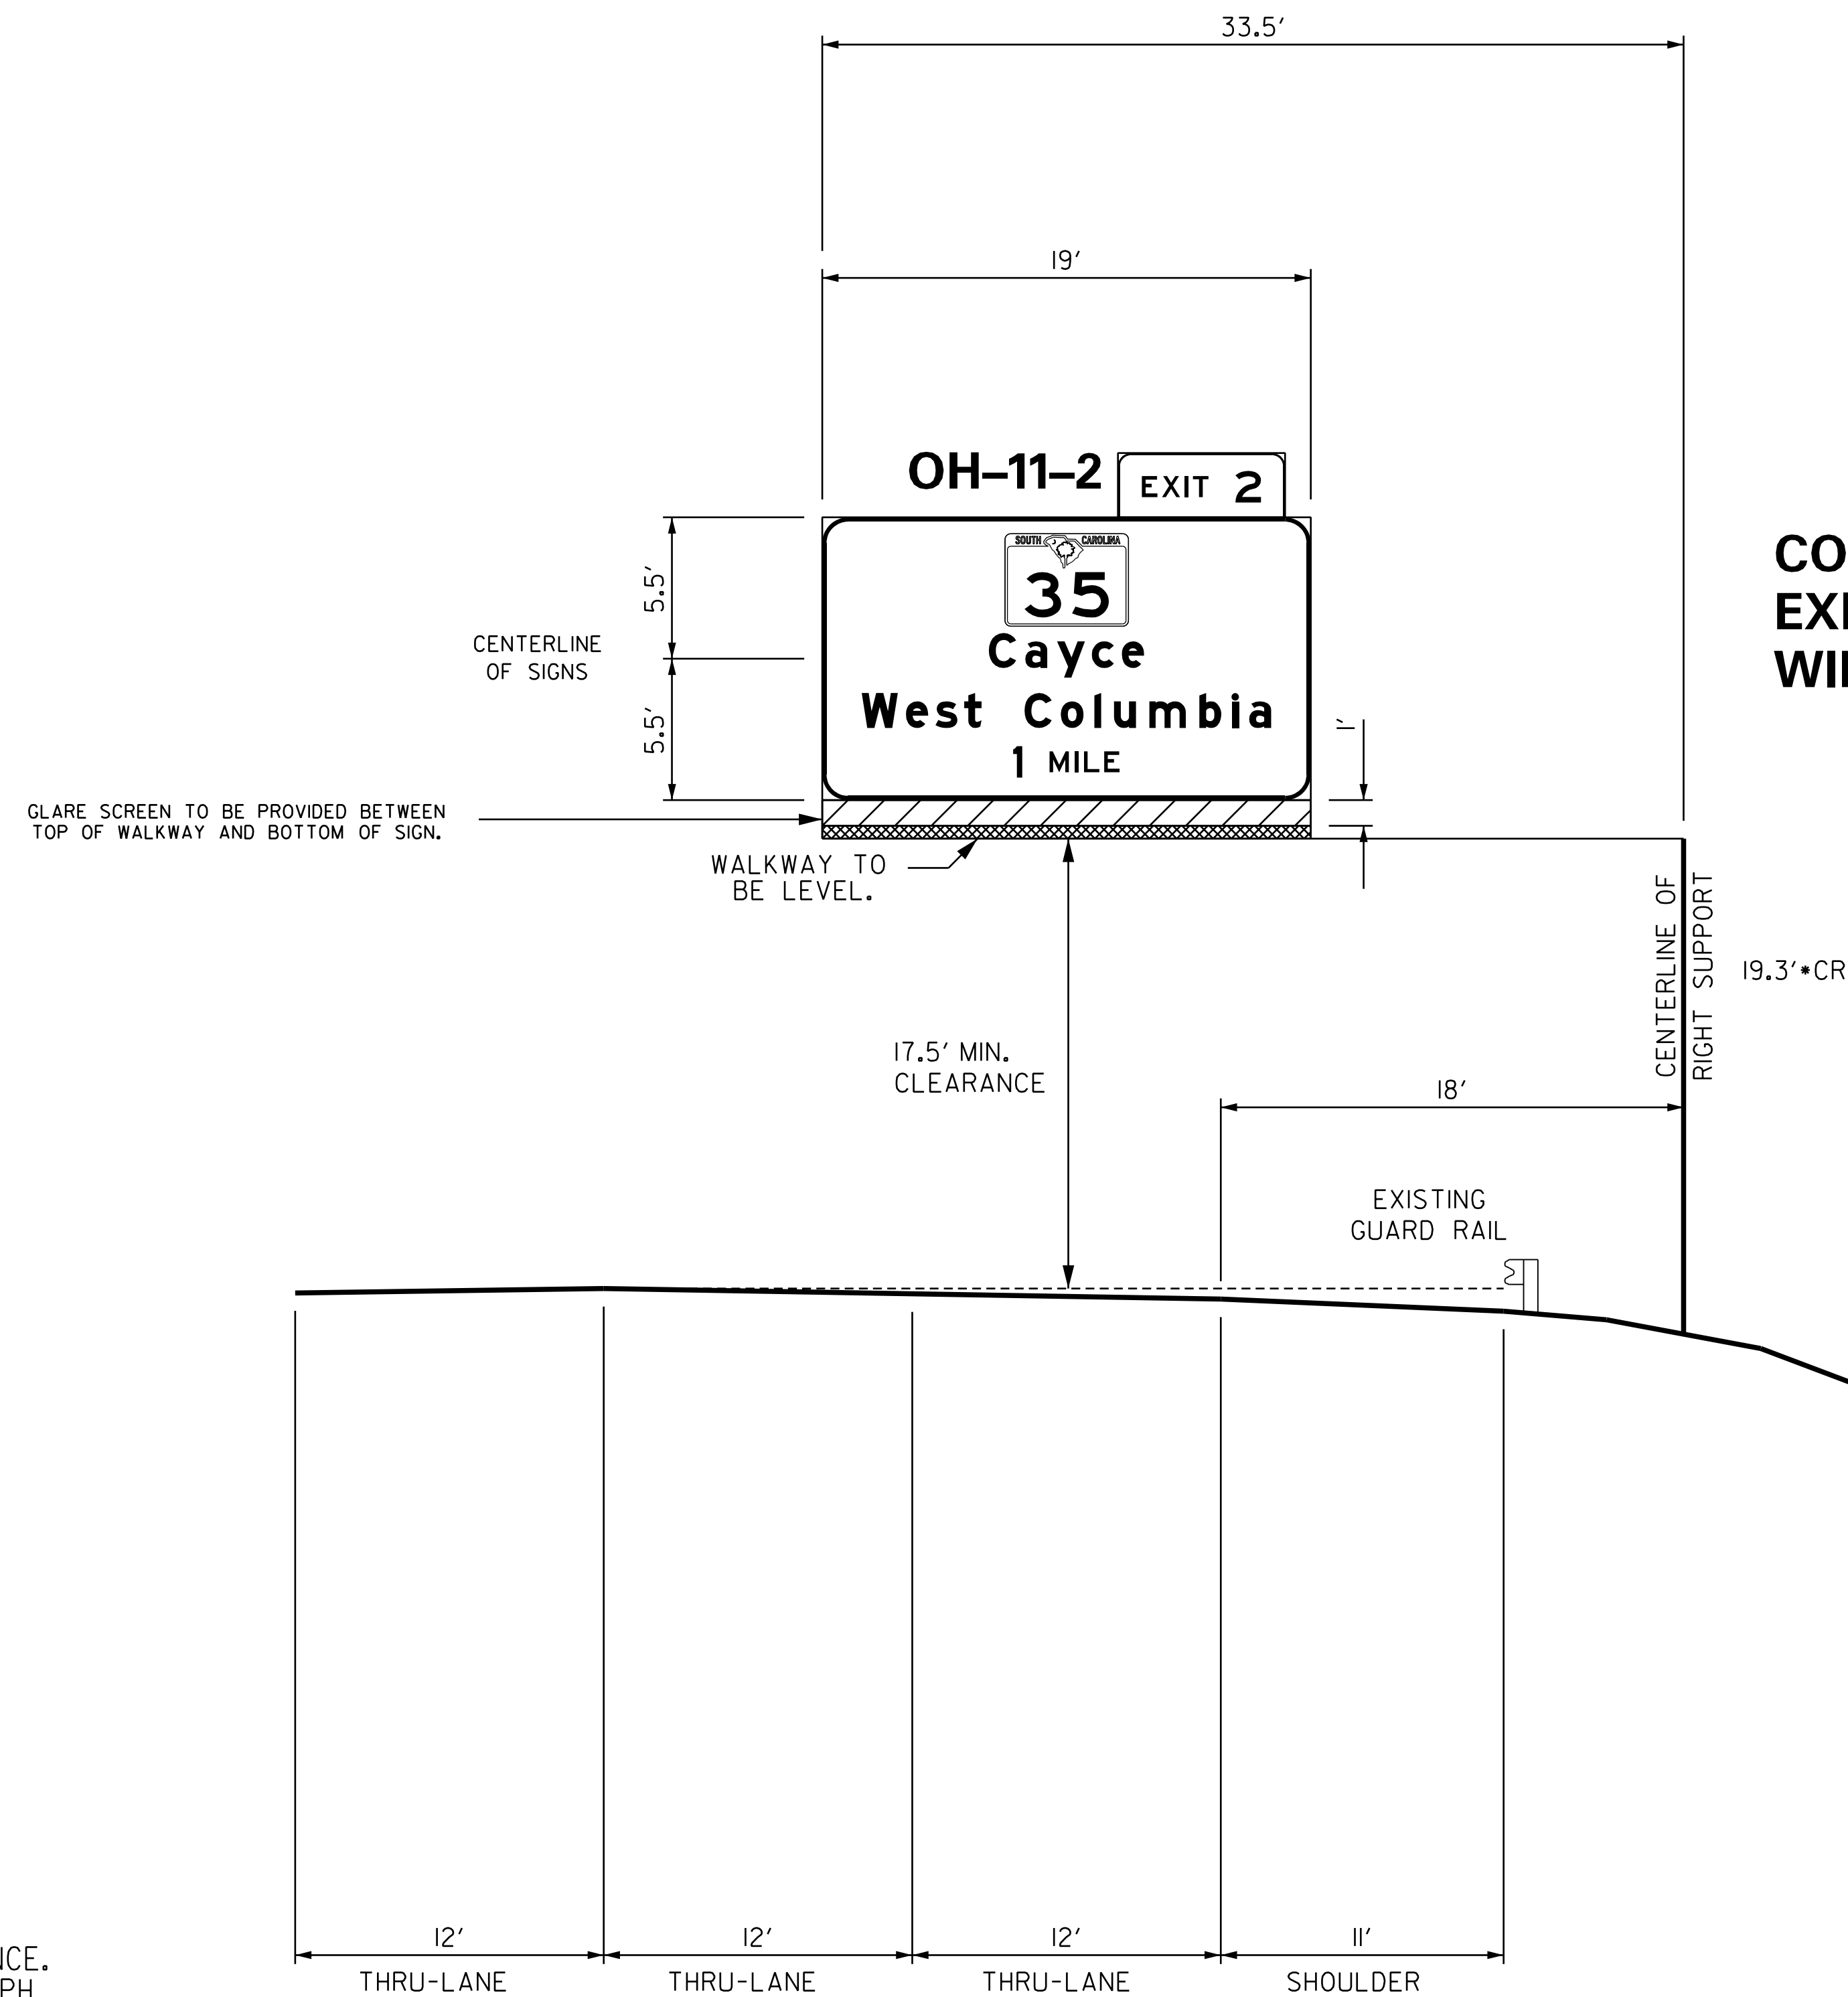 33.5'
19'
OH-11-2
EXIT 2
SOUTH CAROLINA
35
Cayce
West Columbia
1 MILE
5.5'
5.5'
CENTERLINE
OF SIGNS
1'
GLARE SCREEN TO BE PROVIDED BETWEEN
TOP OF WALKWAY AND BOTTOM OF SIGN.
WALKWAY TO
BE LEVEL.
CENTERLINE OF
RIGHT SUPPORT
19.3'*CR
17.5' MIN.
CLEARANCE
18'
EXISTING
GUARD RAIL
12'
12'
12'
11'
THRU-LANE
THRU-LANE
THRU-LANE
SHOULDER